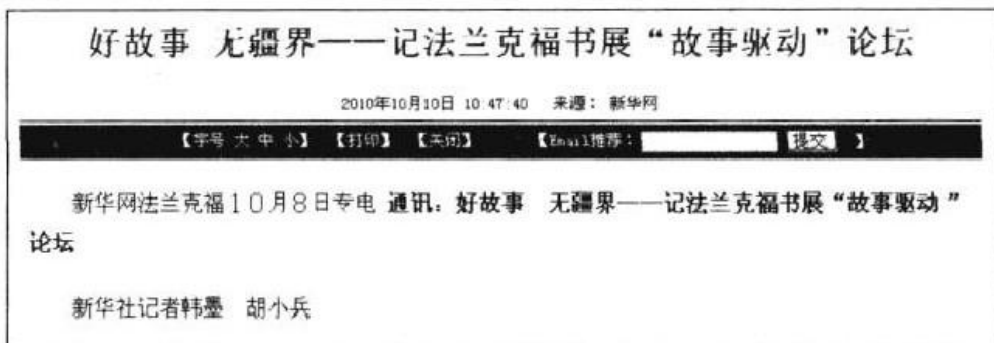 好故事 无疆界——记法兰克福书展“故事驱动”论坛
2010年10月10日 10:47:40 来源： 新华网
【字号 大 中 小】 【打印】 【关闭】 【Email推荐： 提交 】
新华网法兰克福１０月８日专电 通讯：好故事 无疆界——记法兰克福书展“故事驱动”
论坛
新华社记者韩墨 胡小兵